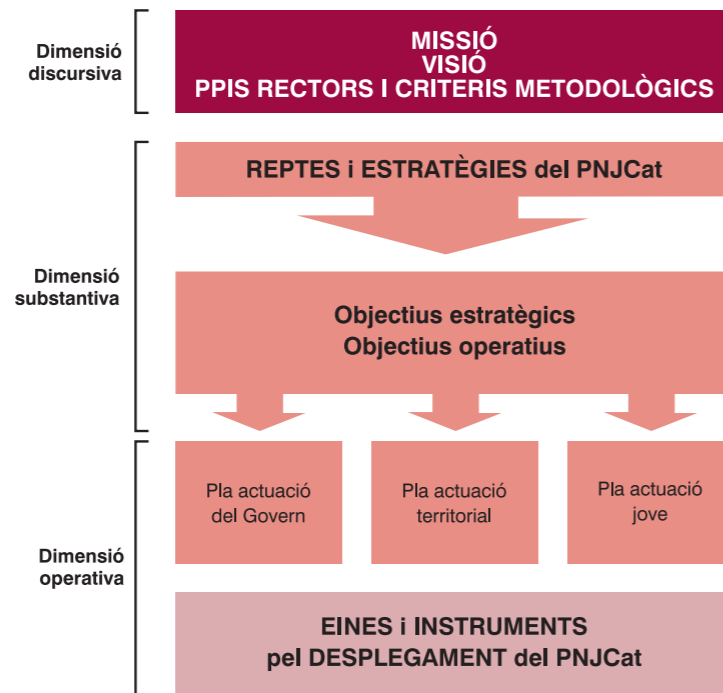 Dimensió
discursiva
MISSIÓ
VISIÓ
PPIS RECTORS I CRITERIS METODOLÒGICS
Dimensió
substantiva
REPTES i ESTRATÈGIES del PNJCat
Objectius estratègics
Objectius operatius
Dimensió
operativa
Pla actuació
del Govern
Pla actuació
territorial
Pla actuació
jove
EINES i INSTRUMENTS
pel DESPLEGAMENT del PNJCat